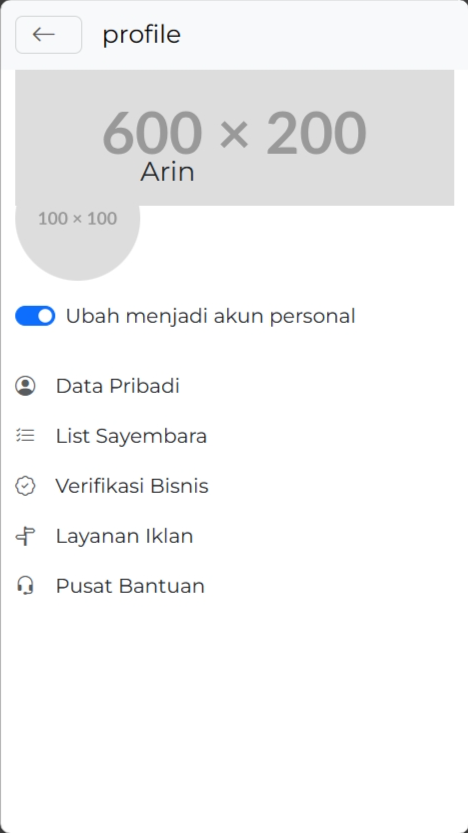 profile
600 × 200
Arin
100 × 100
Ubah menjadi akun personal
Data Pribadi
List Sayembara
Verifikasi Bisnis
Layanan Iklan
Pusat Bantuan